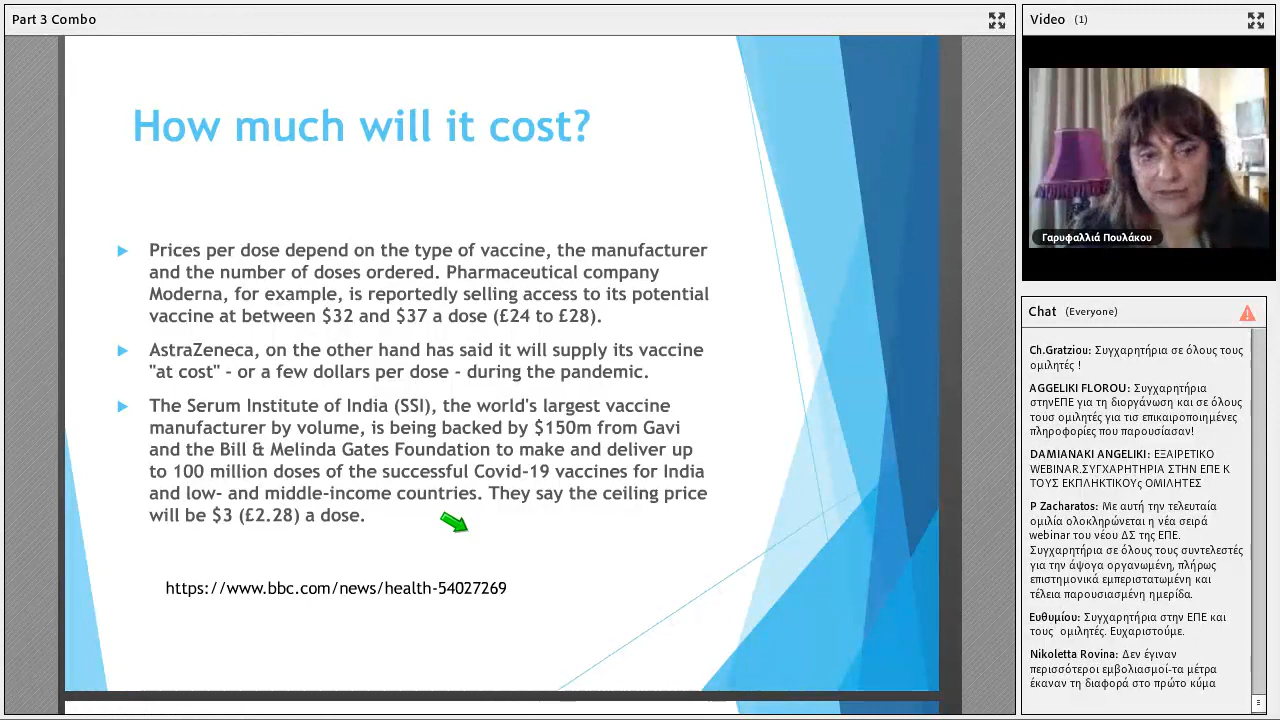 Part 3 Combo
How much will it cost?
Prices per dose depend on the type of vaccine, the manufacturer
and the number of doses ordered. Pharmaceutical company
Moderna, for example, is reportedly selling access to its potential
vaccine at between $32 and $37 a dose (£24 to £28).
AstraZeneca, on the other hand has said it will supply its vaccine
"at cost" - or a few dollars per dose - during the pandemic.
The Serum Institute of India (SSI), the world's largest vaccine
manufacturer by volume, is being backed by $150m from Gavi
and the Bill & Melinda Gates Foundation to make and deliver up
to 100 million doses of the successful Covid-19 vaccines for India
and low- and middle-income countries. They say the ceiling price
will be $3 (£2.28) a dose.
https://www.bbc.com/news/health-54027269
Video (1)
Γαρυφαλλιά Πουλάκου
Chat (Everyone)
Ch.Gratziou: Συγχαρητήρια σε όλους τους
ομιλητές !
AGGELIKI FLOROU: Συγχαρητήρια
στηνΕΠΕ για τη διοργάνωση και σε όλους
τους ομιλητές για τις επικαιροποιημένες
πληροφορίες που παρουσίασαν!
DAMIANAKI ANGELIKI: ΕΞΑΙΡΕΤΙΚΟ
WEBINAR.ΣΥΓΧΑΡΗΤΗΡΙΑ ΣΤΗΝ ΕΠΕ Κ
ΤΟΥΣ ΕΚΠΛΗΚΤΙΚΟΥς ΟΜΙΛΗΤΕΣ
P Zacharatos: Με αυτή την τελευταία
ομιλία ολοκληρώνεται η νέα σειρά
webinar του νέου ΔΣ της ΕΠΕ.
Συγχαρητήρια σε όλους τους συντελεστές
για την άψογα οργανωμένη, πλήρως
επιστημονικά εμπεριστατωμένη και
τέλεια παρουσιασμένη ημερίδα.
Ευθυμίου: Συγχαρητήρια στην ΕΠΕ και
τους ομιλητές. Ευχαριστούμε.
Nikoletta Rovina: Δεν έγιναν
περισσότεροι εμβολιασμοί-τα μέτρα
έκαναν τη διαφορά στο πρώτο κύμα